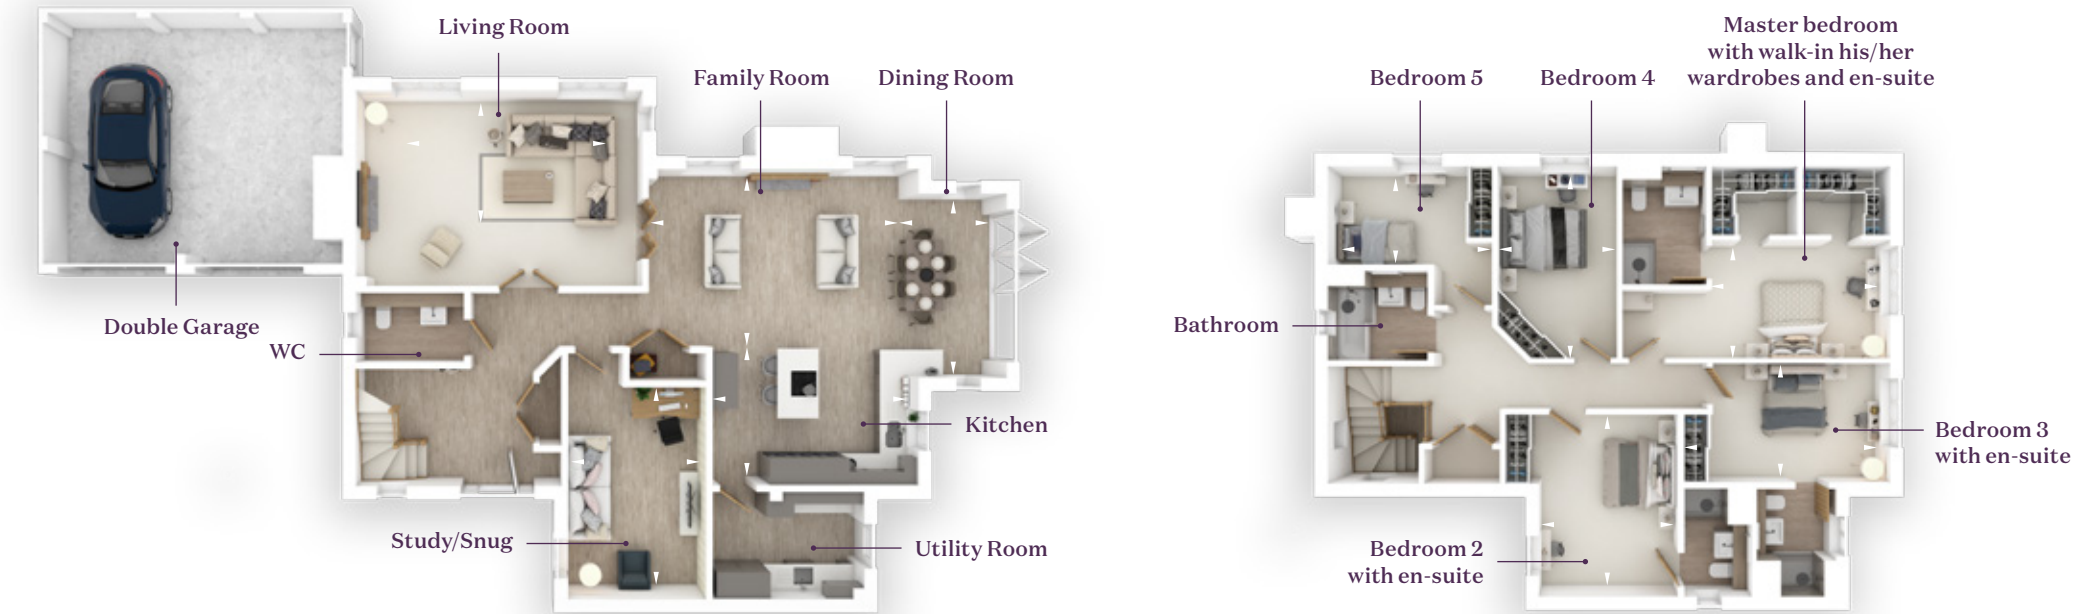 Living Room
Family Room
Dining Room
Double Garage
WC
Kitchen
Study/Snug
Utility Room
Master bedroom
with walk-in his/her
wardrobes and en-suite
Bedroom 5
Bedroom 4
Bathroom
Bedroom 3
with en-suite
Bedroom 2
with en-suite